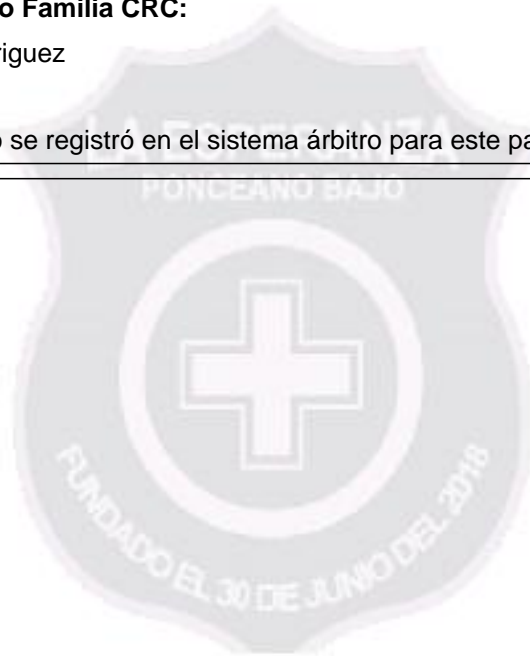 o Familia CRC:
riguez
o se registró en el sistema árbitro para este pa
LA ESPERANZA
PONCEANO BAJO
FUNDADO EL 30 DE JUNIO DEL 2018